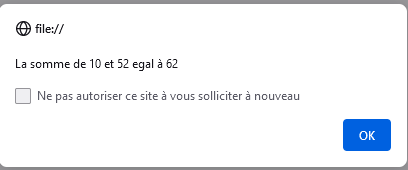 file://
La somme de 10 et 52 egal à 62
Ne pas autoriser ce site à vous solliciter à nouveau
OK